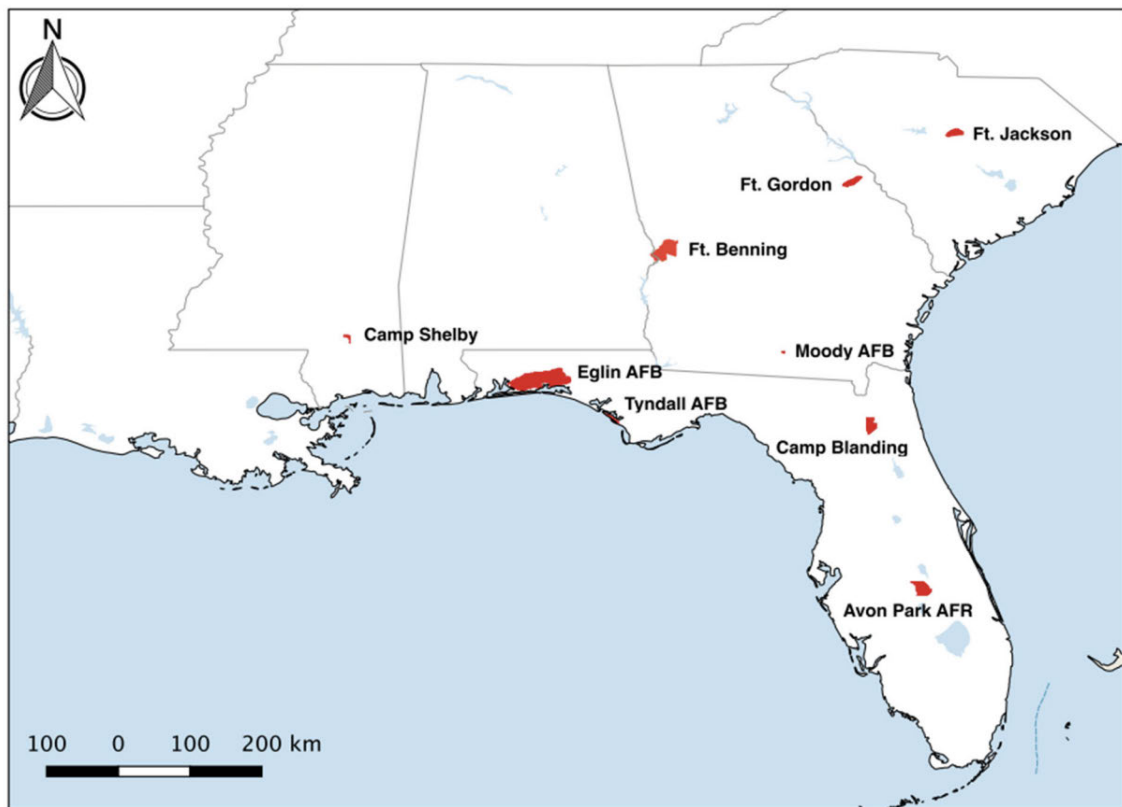 N
Ft. Jackson
Ft. Gordon
Ft. Benning
Camp Shelby
Moody AFB
Eglin AFB
Tyndall AFB
Camp Blanding
Avon Park AFR
100 0 100 200 km